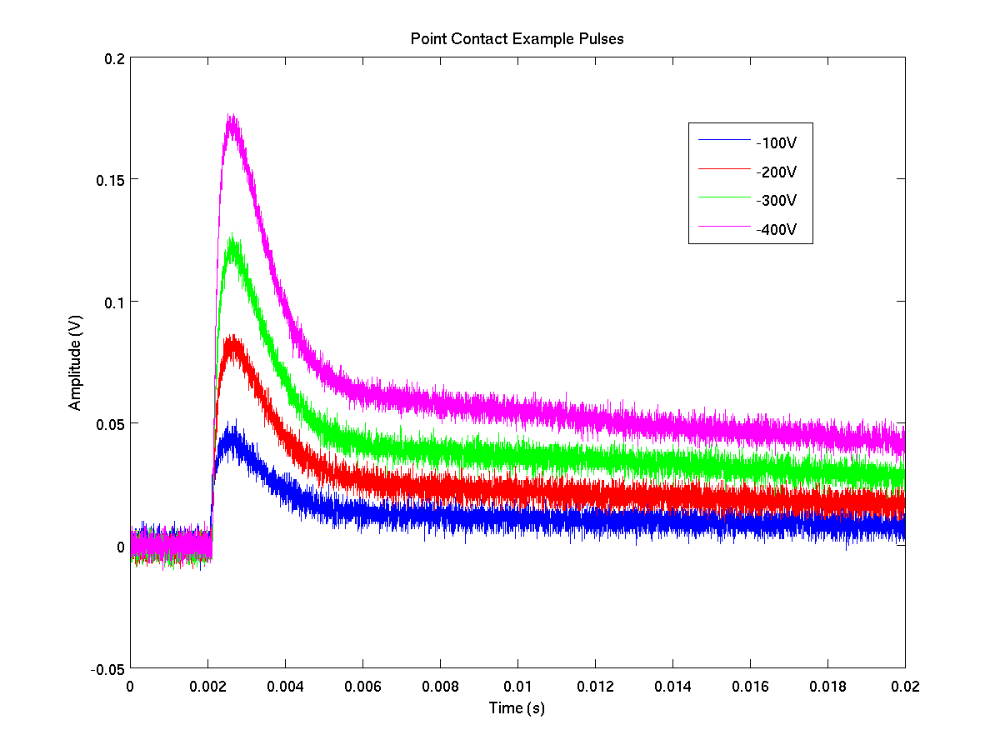 Point Contact Example Pulses
0.2
0.15
0.1
0.05
0
-0.05
Amplitude (V)
-100V
-200V
-300V
-400V
0 0.002 0.004 0.006 0.008 0.01 0.012 0.014 0.016 0.018 0.02
Time (s)